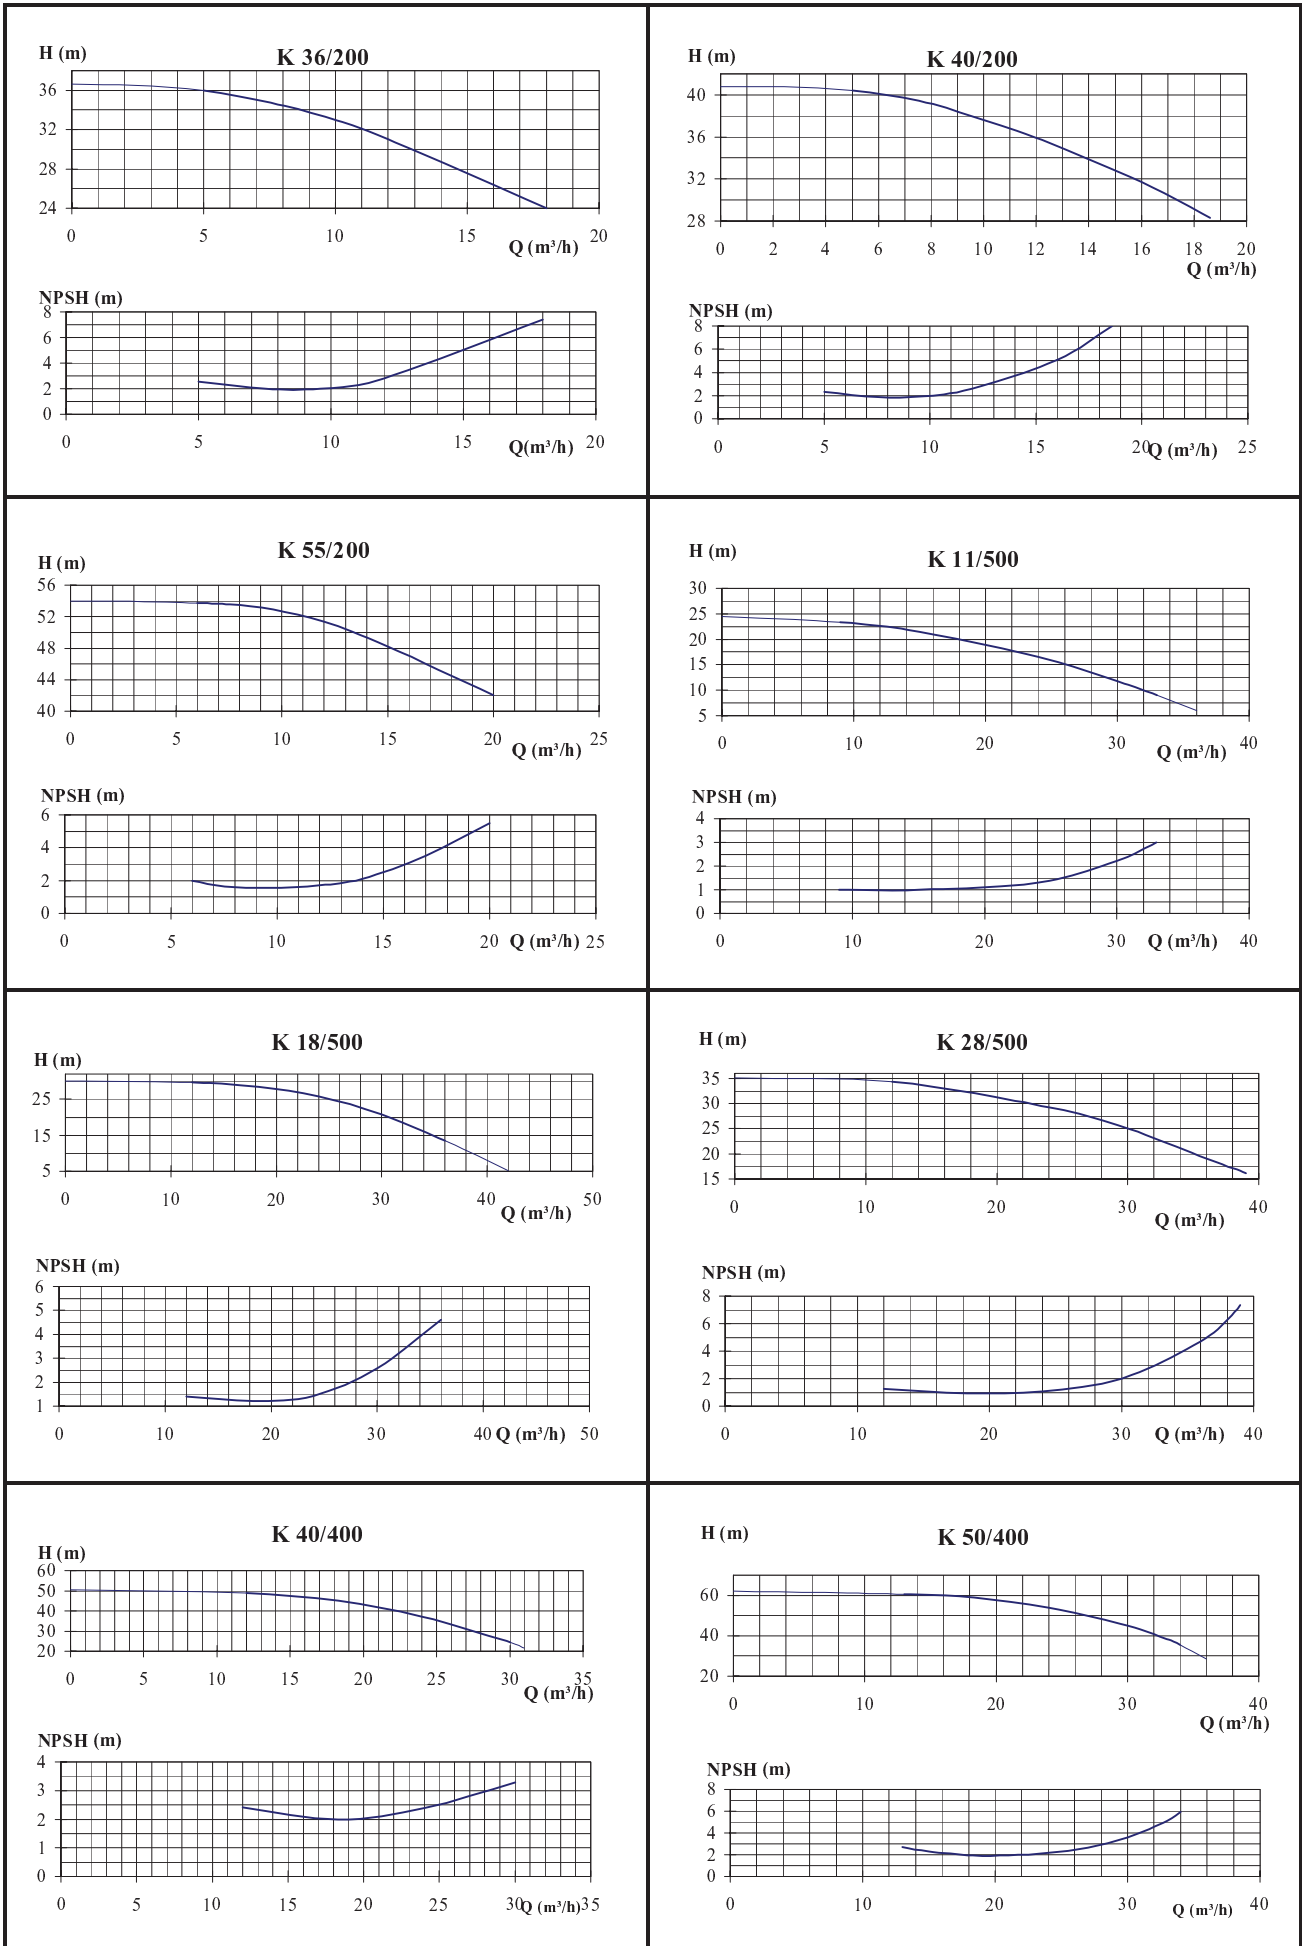 K 36/200
H (m)
36
32
28
24
0 5 10 15 20
Q (m³/h)
NPSH (m)
8
6
4
2
0
0 5 10 15 20
Q(m³/h)
K 40/200
H (m)
40
36
32
28
0 2 4 6 8 10 12 14 16 18 20
Q (m³/h)
NPSH (m)
8
6
4
2
0
0 5 10 15 20 25
Q (m³/h)
K 55/200
H (m)
56
52
48
44
40
0 5 10 15 20 25
Q (m³/h)
NPSH (m)
6
4
2
0
0 5 10 15 20 Q (m³/h) 25
K 11/500
H (m)
30
25
20
15
10
5
0 10 20 30 40
Q (m³/h)
NPSH (m)
4
3
2
1
0
0 10 20 30 Q (m³/h) 40
K 18/500
H (m)
25
15
5
0 10 20 30 40 50
Q (m³/h)
NPSH (m)
6
5
4
3
2
1
0 10 20 30 40 Q (m³/h) 50
K 28/500
H (m)
35
30
25
20
15
0 10 20 30 40
Q (m³/h)
NPSH (m)
8
6
4
2
0
0 10 20 30 Q (m³/h) 40
K 40/400
H (m)
60
50
40
30
20
0 5 10 15 20 25 30 35
Q (m³/h)
NPSH (m)
4
3
2
1
0
0 5 10 15 20 25 30 Q (m³/h) 35
K 50/400
H (m)
60
40
20
0 10 20 30 40
Q (m³/h)
NPSH (m)
8
6
4
2
0
0 10 20 30 40
Q (m³/h)